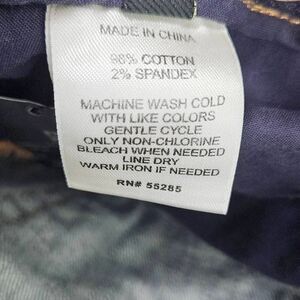 MADE IN CHINA
98% COTTON
2% SPANDEX
MACHINE WASH COLD
WITH LIKE COLORS
GENTLE CYCLE
ONLY NON-CHLORINE
BLEACH WHEN NEEDED
LINE DRY
WARM IRON IF NEEDED
RN# 55285